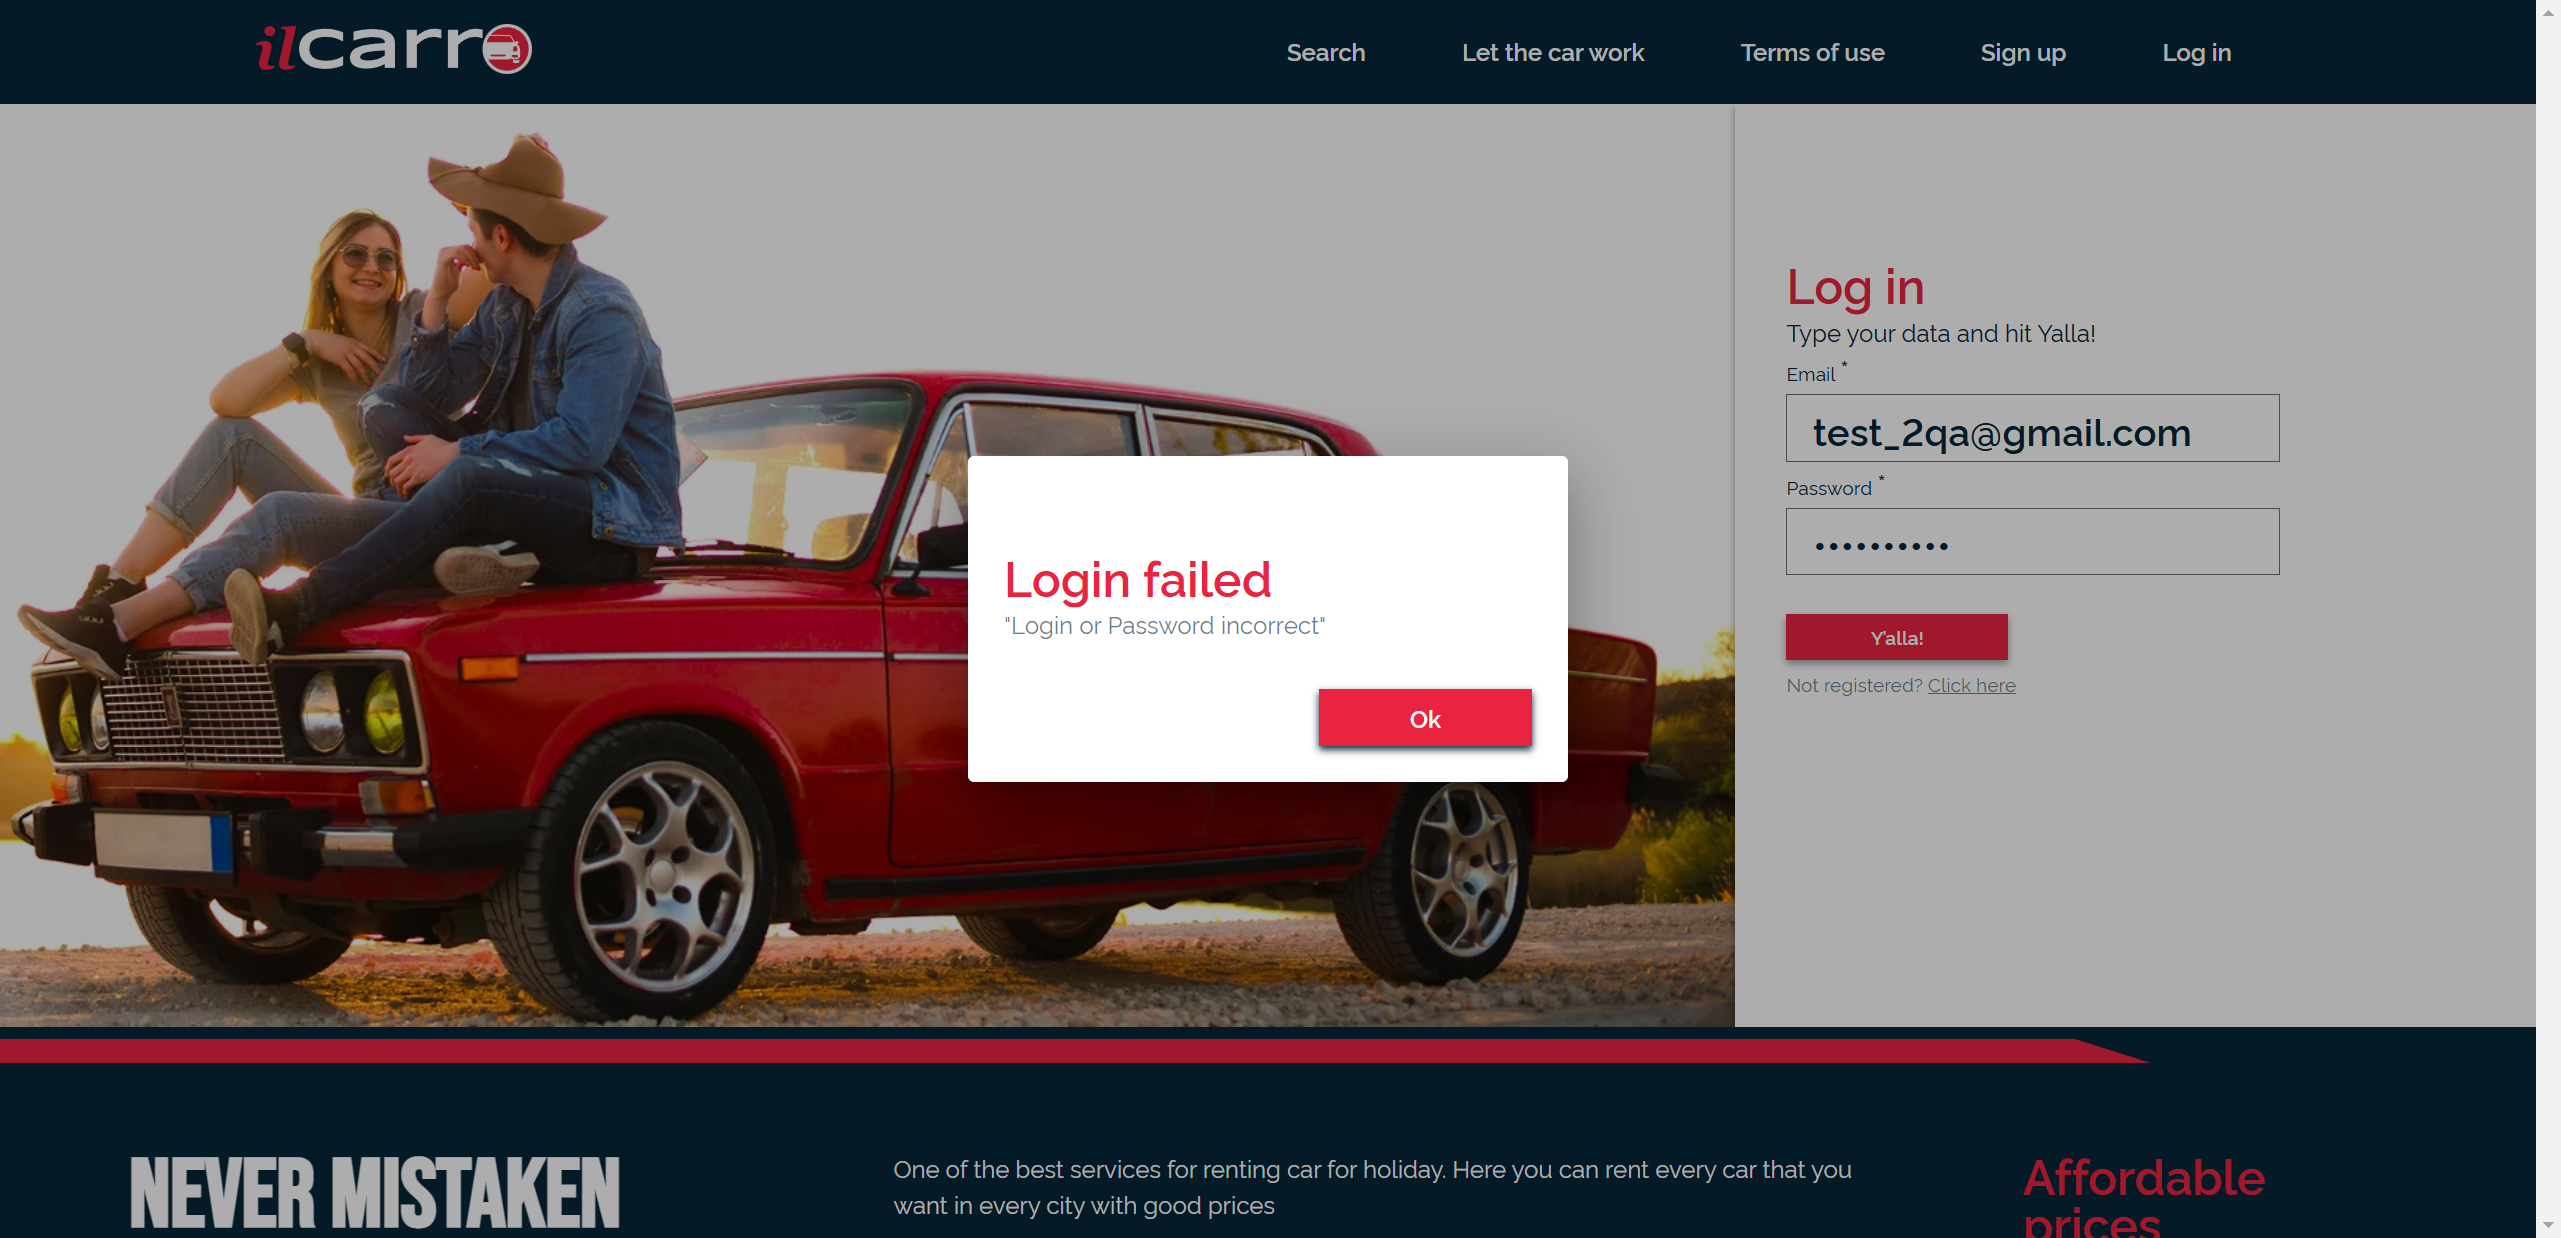 ilcarro
Search
Let the car work
Terms of use
Sign up
Log in
Log in
Type your data and hit Yalla!
Email *
test_2qa@gmail.com
Password *
••••••••••
Y'alla!
Not registered? Click here
Login failed
"Login or Password incorrect"
Ok
NEVER MISTAKEN
One of the best services for renting car for holiday. Here you can rent every car that you
want in every city with good prices
Affordable
prices